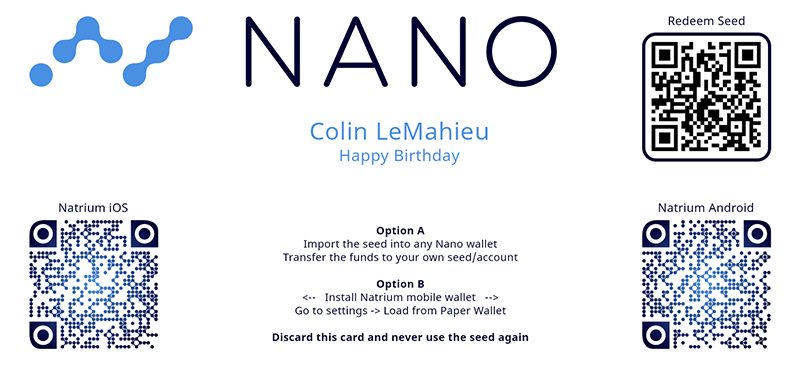 NANO
Redeem Seed
Colin LeMahieu
Happy Birthday
Natrium iOS
Natrium Android
Option A
Import the seed into any Nano wallet
Transfer the funds to your own seed/account
Option B
<-- Install Natrium mobile wallet -->
Go to settings -> Load from Paper Wallet
Discard this card and never use the seed again